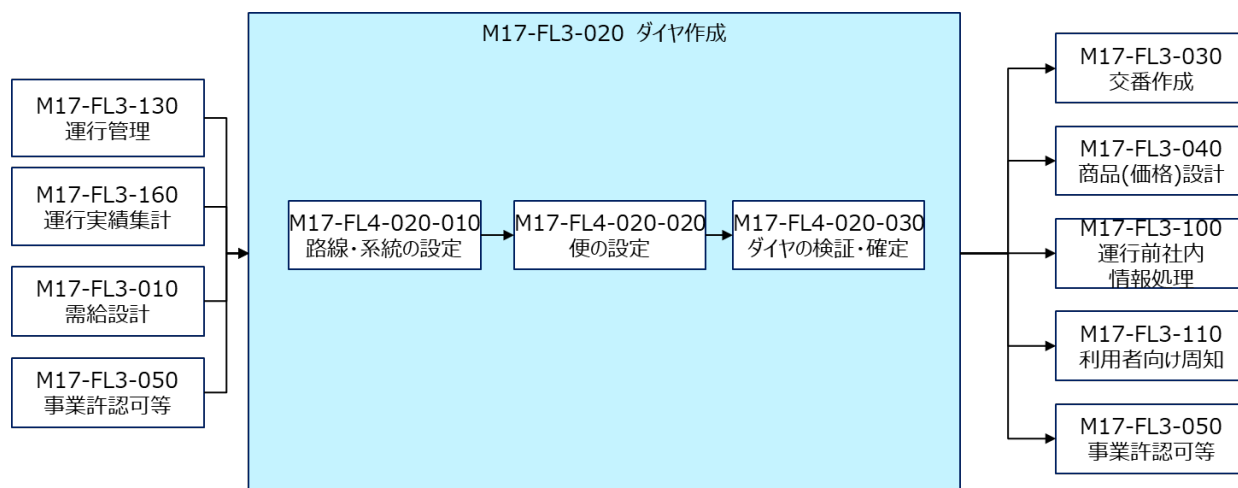 M17-FL3-020 ダイヤ作成
M17-FL3-130
運行管理
M17-FL3-160
運行実績集計
M17-FL3-010
需給設計
M17-FL3-050
事業許認可等
M17-FL4-020-010
路線・系統の設定
M17-FL4-020-020
便の設定
M17-FL4-020-030
ダイヤの検証・確定
M17-FL3-030
交番作成
M17-FL3-040
商品(価格)設計
M17-FL3-100
運行前社内
情報処理
M17-FL3-110
利用者向け周知
M17-FL3-050
事業許認可等